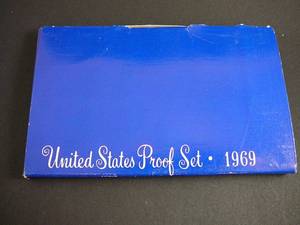 United States Proof Set • 1969